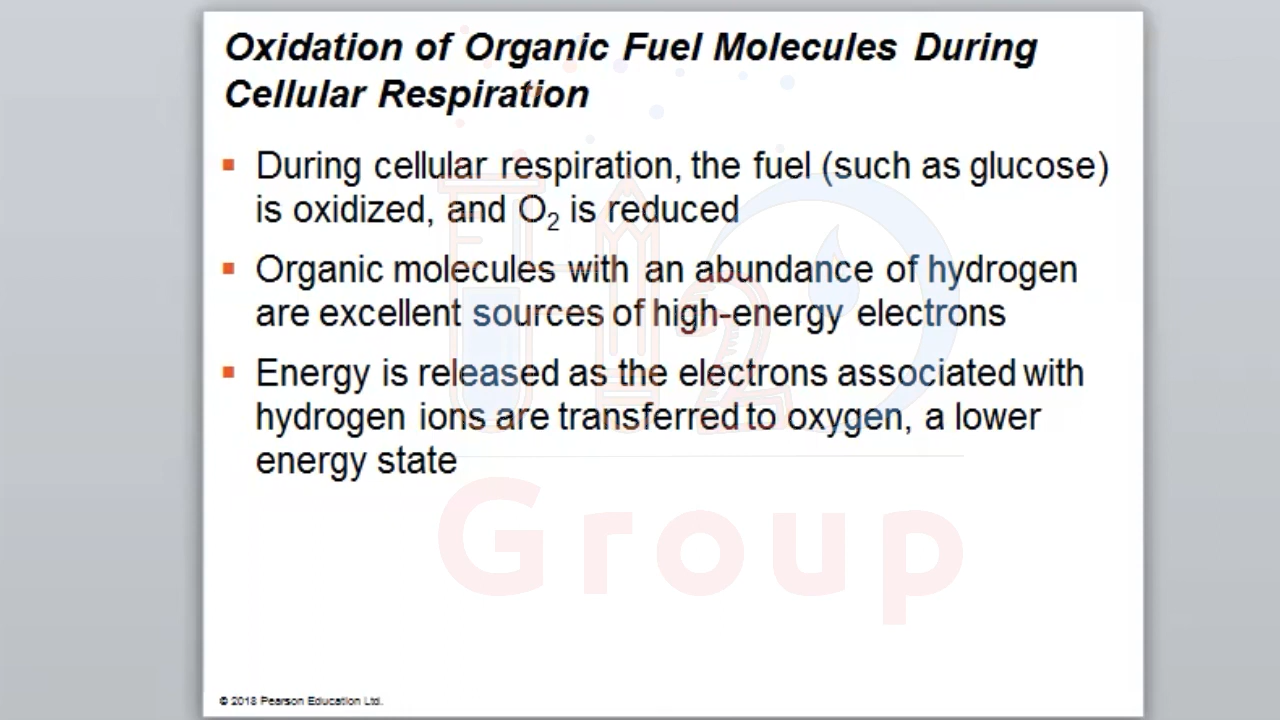 Oxidation of Organic Fuel Molecules During
Cellular Respiration
▪ During cellular respiration, the fuel (such as glucose)
is oxidized, and O₂ is reduced
▪ Organic molecules with an abundance of hydrogen
are excellent sources of high-energy electrons
▪ Energy is released as the electrons associated with
hydrogen ions are transferred to oxygen, a lower
energy state
H2O
Group
© 2018 Pearson Education Ltd.